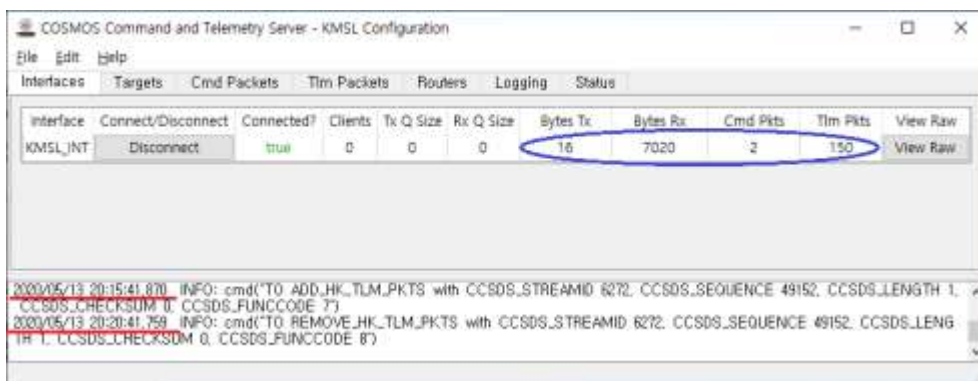 COSMOS Command and Telemetry Server - KMSL Configuration
File Edit Help
Interfaces Targets Cmd Packets Tlm Packets Routers Logging Status
Interface Connect/Disconnect Connected? Clients Tx Q Size Rx Q Size Bytes Tx Bytes Rx Cmd Pkts Tlm Pkts View Raw
KMSL_INT Disconnect true 0 0 0 16 7020 2 150 View Raw
2020/05/13 20:15:41.870 INFO: cmd("TO ADD_HK_TLM_PKTS with CCSDS_STREAMID 6272, CCSDS_SEQUENCE 49152, CCSDS_LENGTH 1,
CCSDS_CHECKSUM 0, CCSDS_FUNCCODE 7")
2020/05/13 20:20:41.759 INFO: cmd("TO REMOVE_HK_TLM_PKTS with CCSDS_STREAMID 6272, CCSDS_SEQUENCE 49152, CCSDS_LENG
TH 1, CCSDS_CHECKSUM 0, CCSDS_FUNCCODE 8")